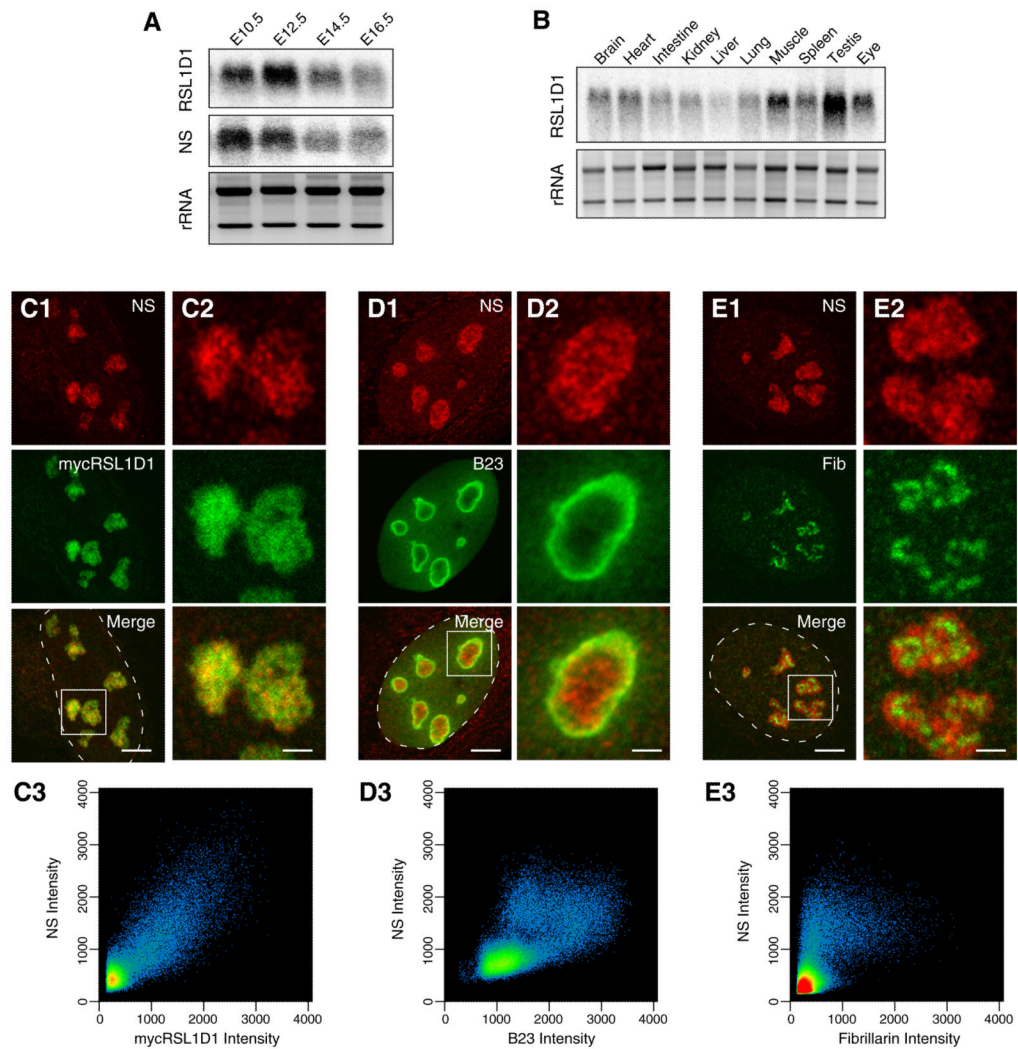 A
E10.5 E12.5 E14.5 E16.5
RSL1D1
NS
rRNA
B
Brain Heart Intestine Kidney Liver Lung Muscle Spleen Testis Eye
RSL1D1
rRNA
C1 NS
C2
mycRSL1D1
Merge
D1 NS
D2
B23
Merge
E1 NS
E2
Fib
Merge
C3
NS Intensity
0 1000 2000 3000 4000
0 1000 2000 3000 4000
mycRSL1D1 Intensity
D3
NS Intensity
0 1000 2000 3000 4000
0 1000 2000 3000 4000
B23 Intensity
E3
NS Intensity
0 1000 2000 3000 4000
0 1000 2000 3000 4000
Fibrillarin Intensity